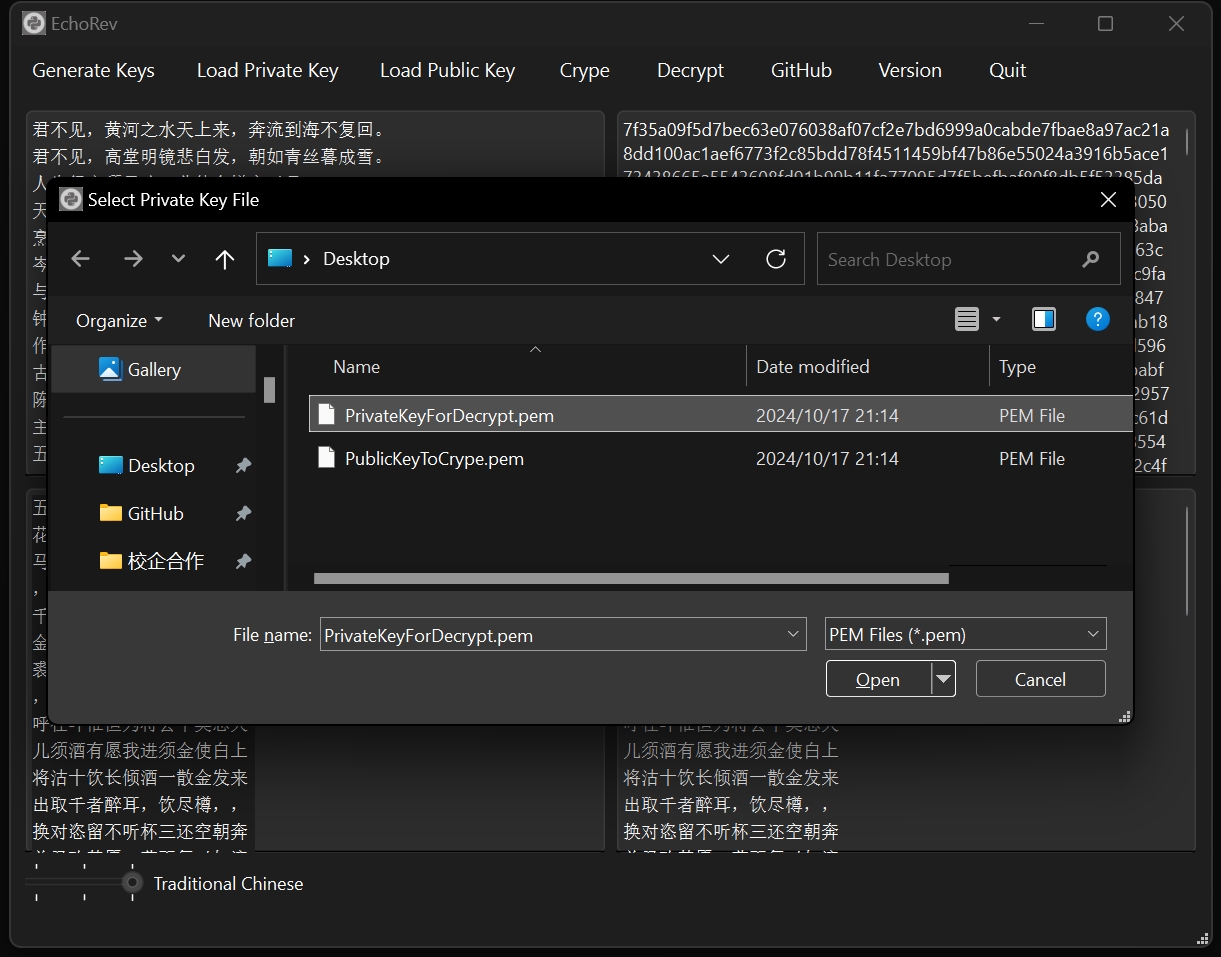 EchoRev
Generate Keys Load Private Key Load Public Key Crype Decrypt GitHub Version Quit
君不见，黄河之水天上来，奔流到海不复回。
君不见，高堂明镜悲白发，朝如青丝暮成雪。
人
天
烹
岑
与
钟
作
古
陈
主
五
7f35a09f5d7bec63e076038af07cf2e7bd6999a0cabde7fbae8a97ac21a
8dd100ac1aef6773f2c85bdd78f4511459bf47b86e55024a3916b5ace1
3050
3aba
63c
c9fa
847
ab18
596
babf
2957
c61d
3554
2c4f
Select Private Key File
Desktop
Search Desktop
Organize New folder
Gallery
Desktop
GitHub
校企合作
Name Date modified Type
PrivateKeyForDecrypt.pem 2024/10/17 21:14 PEM File
PublicKeyToCrype.pem 2024/10/17 21:14 PEM File
File name: PrivateKeyForDecrypt.pem PEM Files (*.pem)
Open Cancel
五
花
马
，
千
金
裘
，
儿须酒有愿我进须金使白上
将沽十饮长倾酒一散金发来
出取千者醉耳，饮尽樽，，
换对恣留不听杯三还空朝奔
儿须酒有愿我进须金使白上
将沽十饮长倾酒一散金发来
出取千者醉耳，饮尽樽，，
换对恣留不听杯三还空朝奔
Traditional Chinese